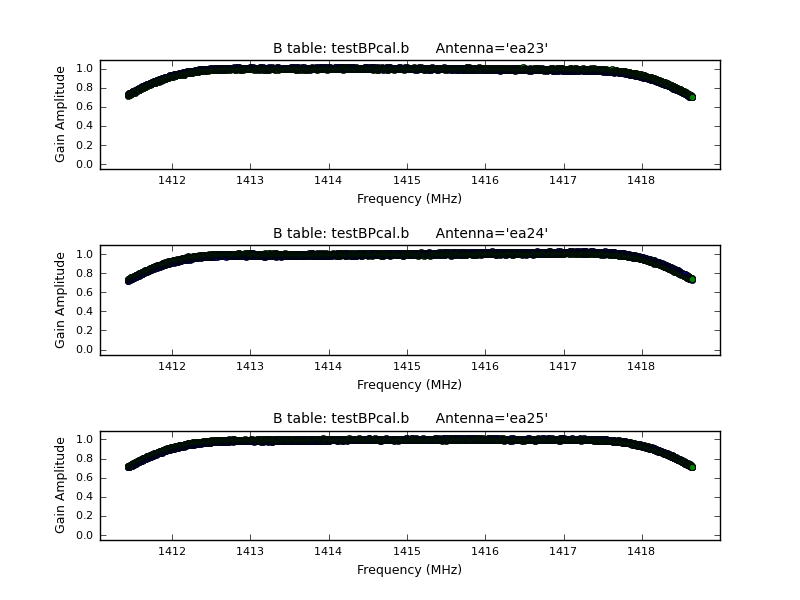 B table: testBPcal.b      Antenna='ea23'
Gain Amplitude
1.0
0.8
0.6
0.4
0.2
0.0
1412 1413 1414 1415 1416 1417 1418
Frequency (MHz)
B table: testBPcal.b      Antenna='ea24'
Gain Amplitude
1.0
0.8
0.6
0.4
0.2
0.0
1412 1413 1414 1415 1416 1417 1418
Frequency (MHz)
B table: testBPcal.b      Antenna='ea25'
Gain Amplitude
1.0
0.8
0.6
0.4
0.2
0.0
1412 1413 1414 1415 1416 1417 1418
Frequency (MHz)